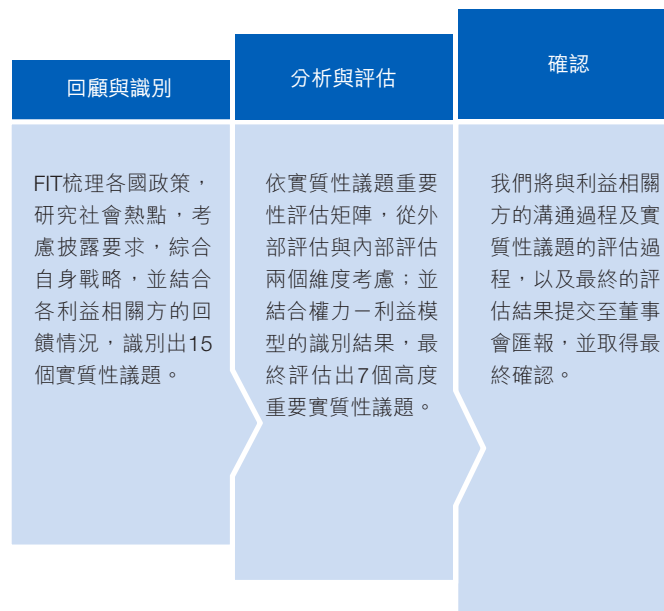 回顧與識別
FIT梳理各國政策，
研究社會熱點，考
慮披露要求，綜合
自身戰略，並結合
各利益相關方的回
饋情況，識別出15
個實質性議題。
分析與評估
依實質性議題重要
性評估矩陣，從外
部評估與內部評估
兩個維度考慮；並
結合權力－利益模
型的識別結果，最
終評估出7個高度
重要實質性議題。
確認
我們將與利益相關
方的溝通過程及實
質性議題的評估過
程，以及最終的評
估結果提交至董事
會匯報，並取得最
終確認。